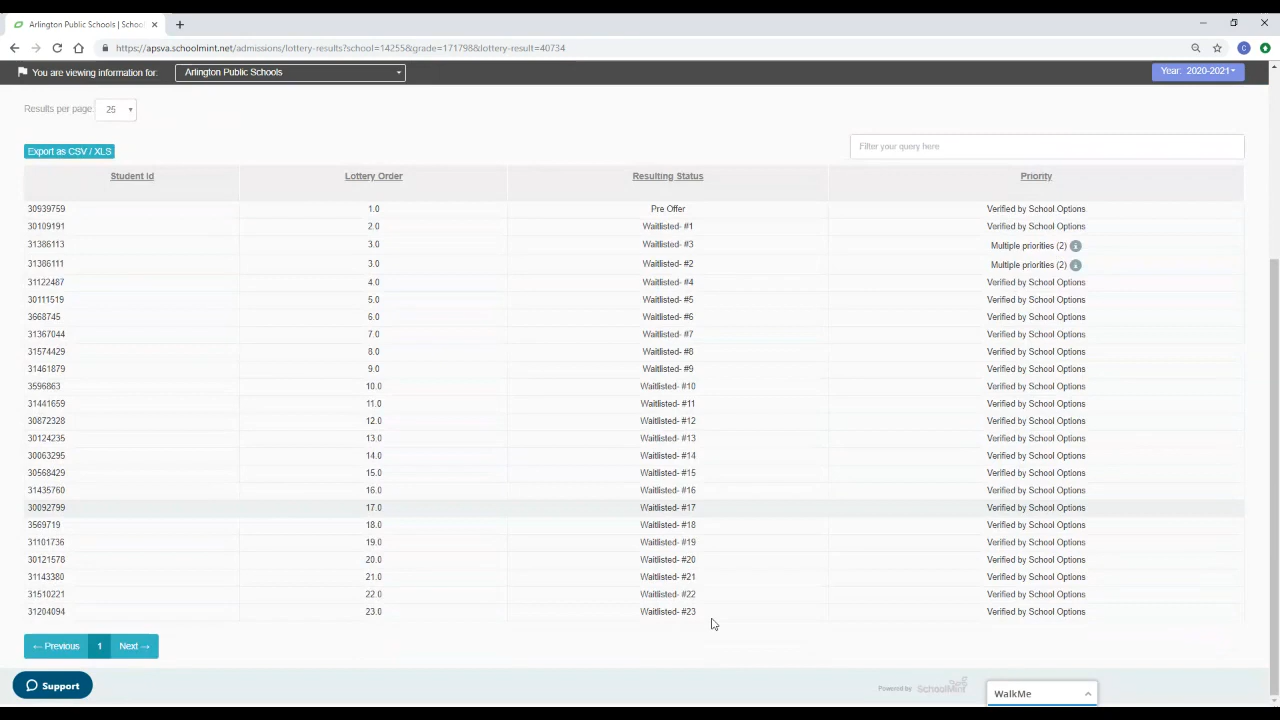 Arlington Public Schools | School
https://apsva.schoolmint.net/admissions/lottery-results?school=14255&grade=171798&lottery-result=40734
C
You are viewing information for: Arlington Public Schools Year: 2020-2021
Results per page 25
Export as CSV / XLS Filter your query here
Student Id Lottery Order Resulting Status Priority
30939759 1.0 Pre Offer Verified by School Options
30109191 2.0 Waitlisted- #1 Verified by School Options
31386113 3.0 Waitlisted- #3 Multiple priorities (2) i
31386111 3.0 Waitlisted- #2 Multiple priorities (2) i
31122487 4.0 Waitlisted- #4 Verified by School Options
30111519 5.0 Waitlisted- #5 Verified by School Options
3668745 6.0 Waitlisted- #6 Verified by School Options
31367044 7.0 Waitlisted- #7 Verified by School Options
31574429 8.0 Waitlisted- #8 Verified by School Options
31461879 9.0 Waitlisted- #9 Verified by School Options
3596863 10.0 Waitlisted- #10 Verified by School Options
31441659 11.0 Waitlisted- #11 Verified by School Options
30872328 12.0 Waitlisted- #12 Verified by School Options
30124235 13.0 Waitlisted- #13 Verified by School Options
30063295 14.0 Waitlisted- #14 Verified by School Options
30568429 15.0 Waitlisted- #15 Verified by School Options
31435760 16.0 Waitlisted- #16 Verified by School Options
30092799 17.0 Waitlisted- #17 Verified by School Options
3569719 18.0 Waitlisted- #18 Verified by School Options
31101736 19.0 Waitlisted- #19 Verified by School Options
30121578 20.0 Waitlisted- #20 Verified by School Options
31143380 21.0 Waitlisted- #21 Verified by School Options
31510221 22.0 Waitlisted- #22 Verified by School Options
31204094 23.0 Waitlisted- #23 Verified by School Options
← Previous 1 Next →
Support Powered by SchoolMint WalkMe